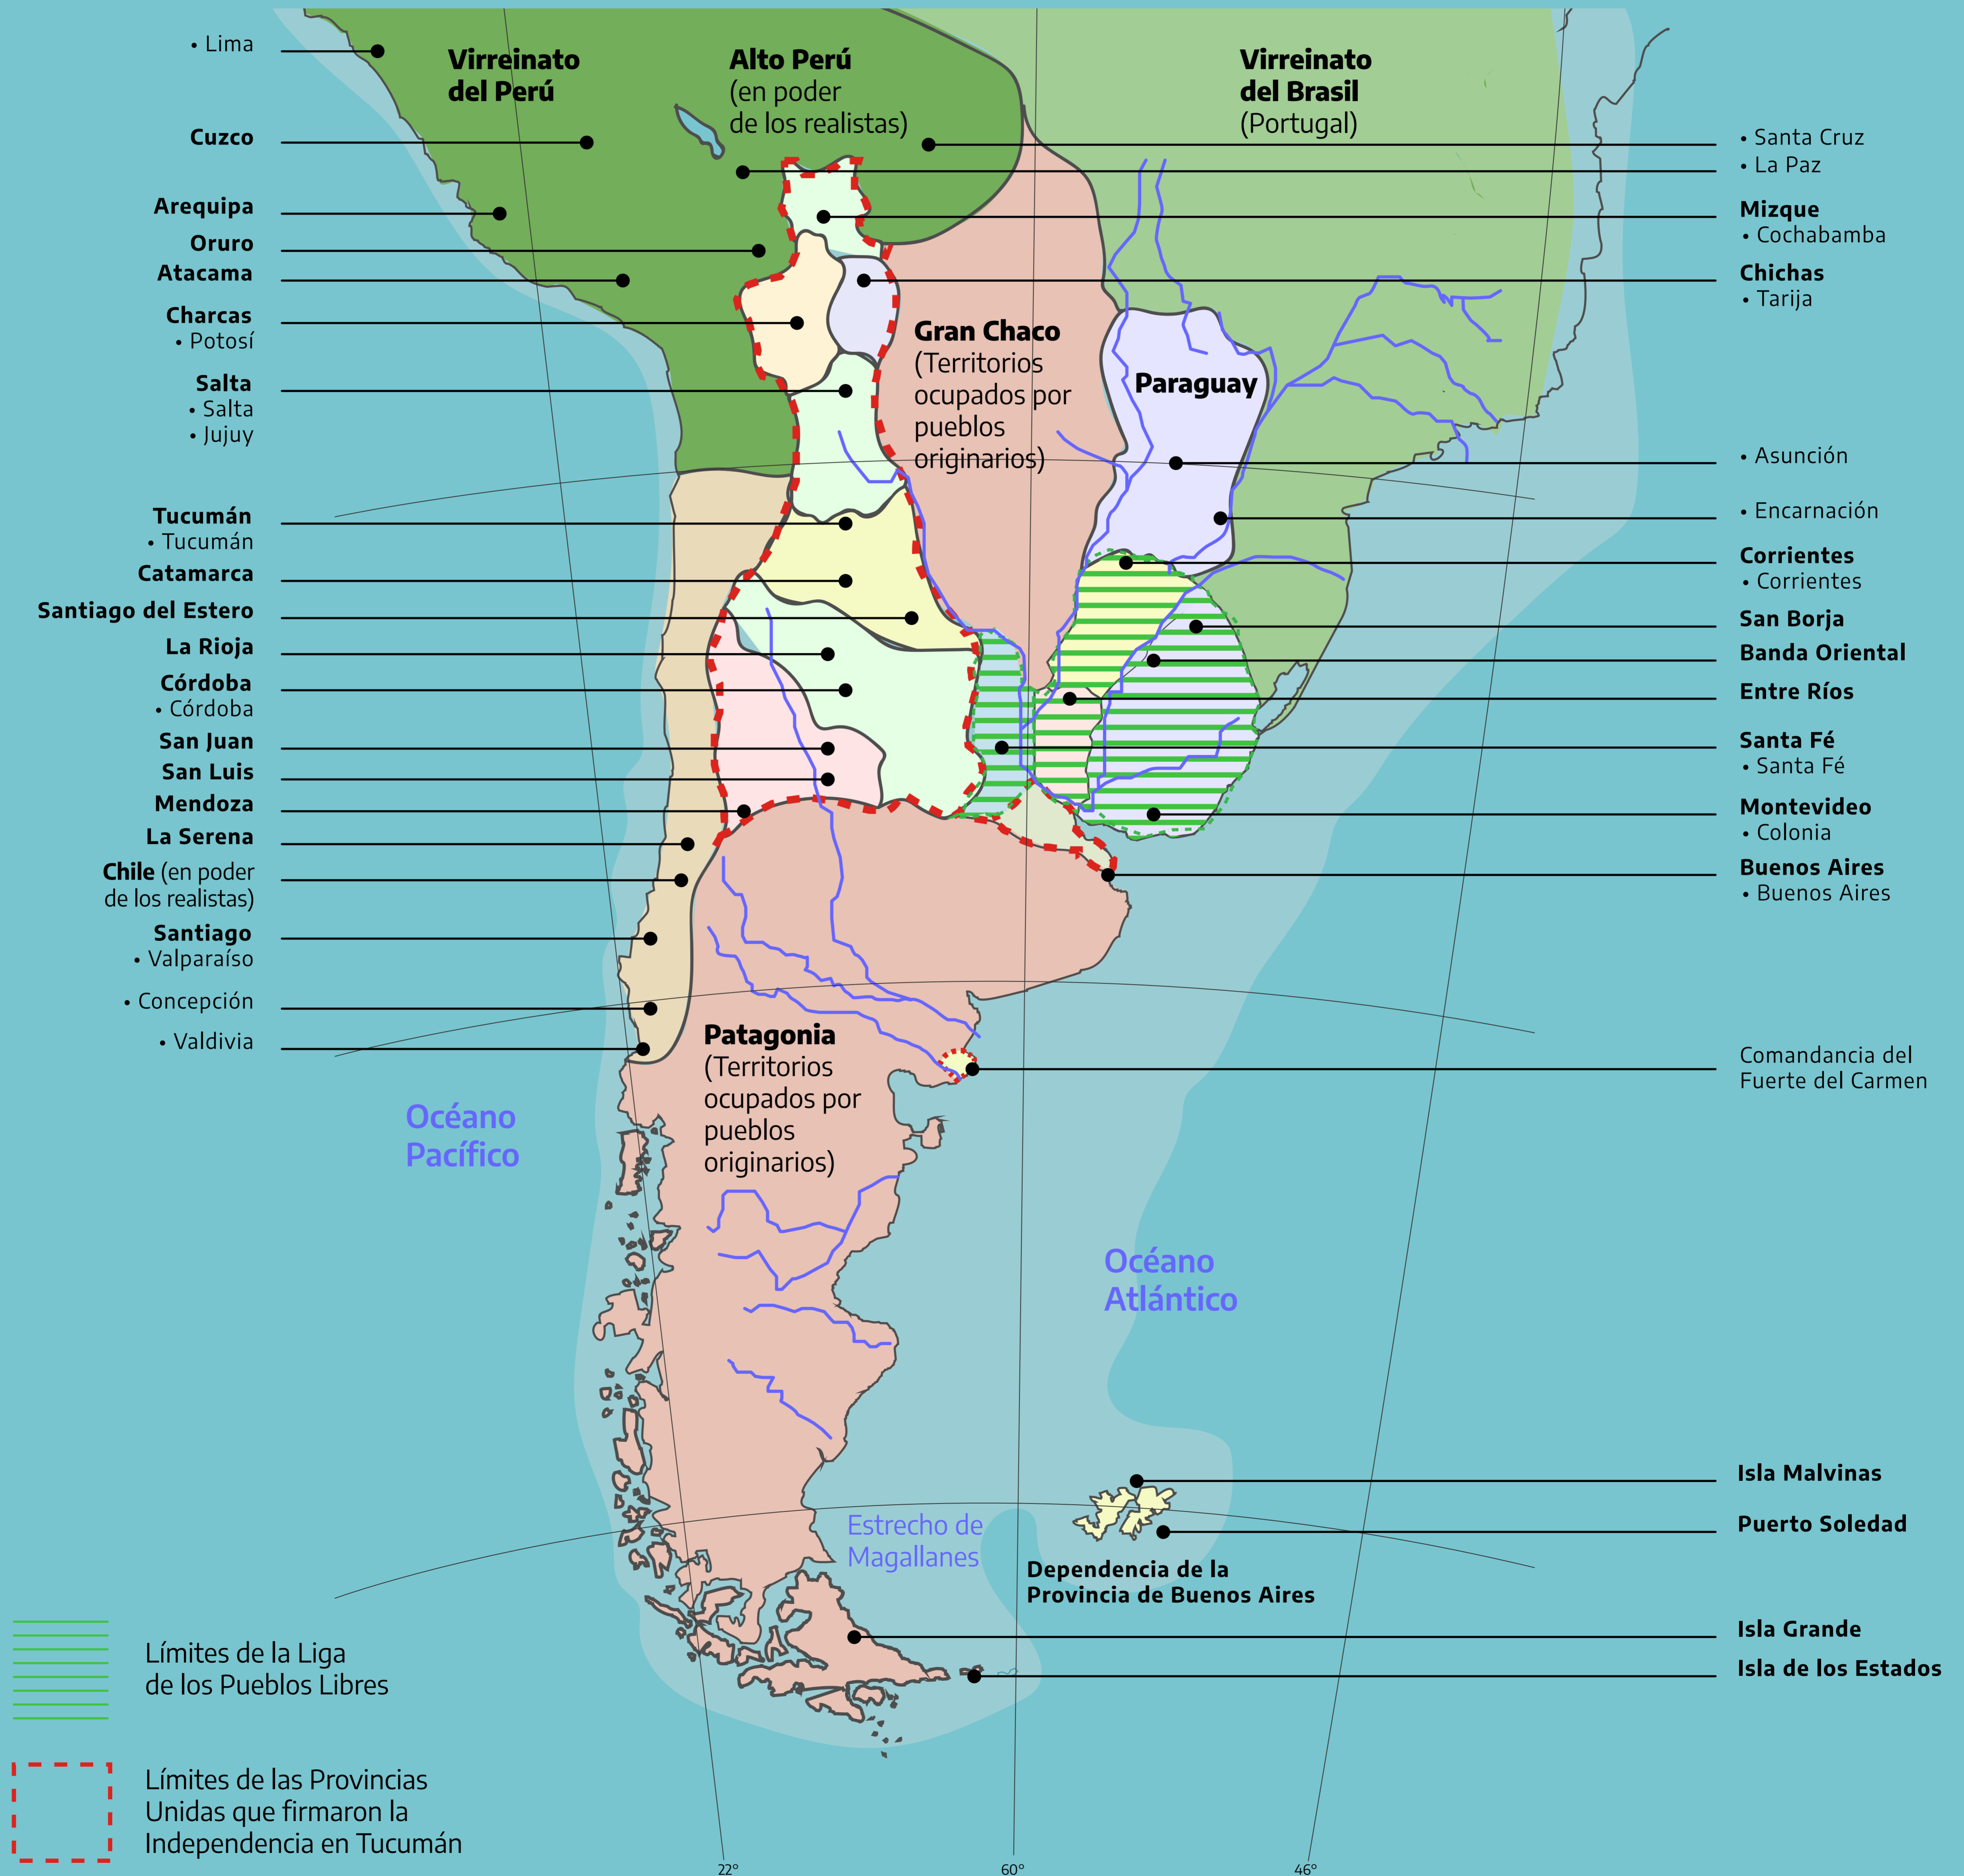 • Lima
Cuzco
Arequipa
Oruro
Atacama
Charcas
• Potosí
Salta
• Salta
• Jujuy
Tucumán
• Tucumán
Catamarca
Santiago del Estero
La Rioja
Córdoba
• Córdoba
San Juan
San Luis
Mendoza
La Serena
Chile (en poder
de los realistas)
Santiago
• Valparaíso
• Concepción
• Valdivia
Virreinato
del Perú
Alto Perú
(en poder
de los realistas)
Virreinato
del Brasil
(Portugal)
Gran Chaco
(Territorios
ocupados por
pueblos
originarios)
Paraguay
Patagonia
(Territorios
ocupados por
pueblos
originarios)
Océano
Pacífico
Océano
Atlántico
Estrecho de
Magallanes
Dependencia de la
Provincia de Buenos Aires
• Santa Cruz
• La Paz
Mizque
• Cochabamba
Chichas
• Tarija
• Asunción
• Encarnación
Corrientes
• Corrientes
San Borja
Banda Oriental
Entre Ríos
Santa Fé
• Santa Fé
Montevideo
• Colonia
Buenos Aires
• Buenos Aires
Comandancia del
Fuerte del Carmen
Isla Malvinas
Puerto Soledad
Isla Grande
Isla de los Estados
Límites de la Liga
de los Pueblos Libres
Límites de las Provincias
Unidas que firmaron la
Independencia en Tucumán
22°
60°
46°